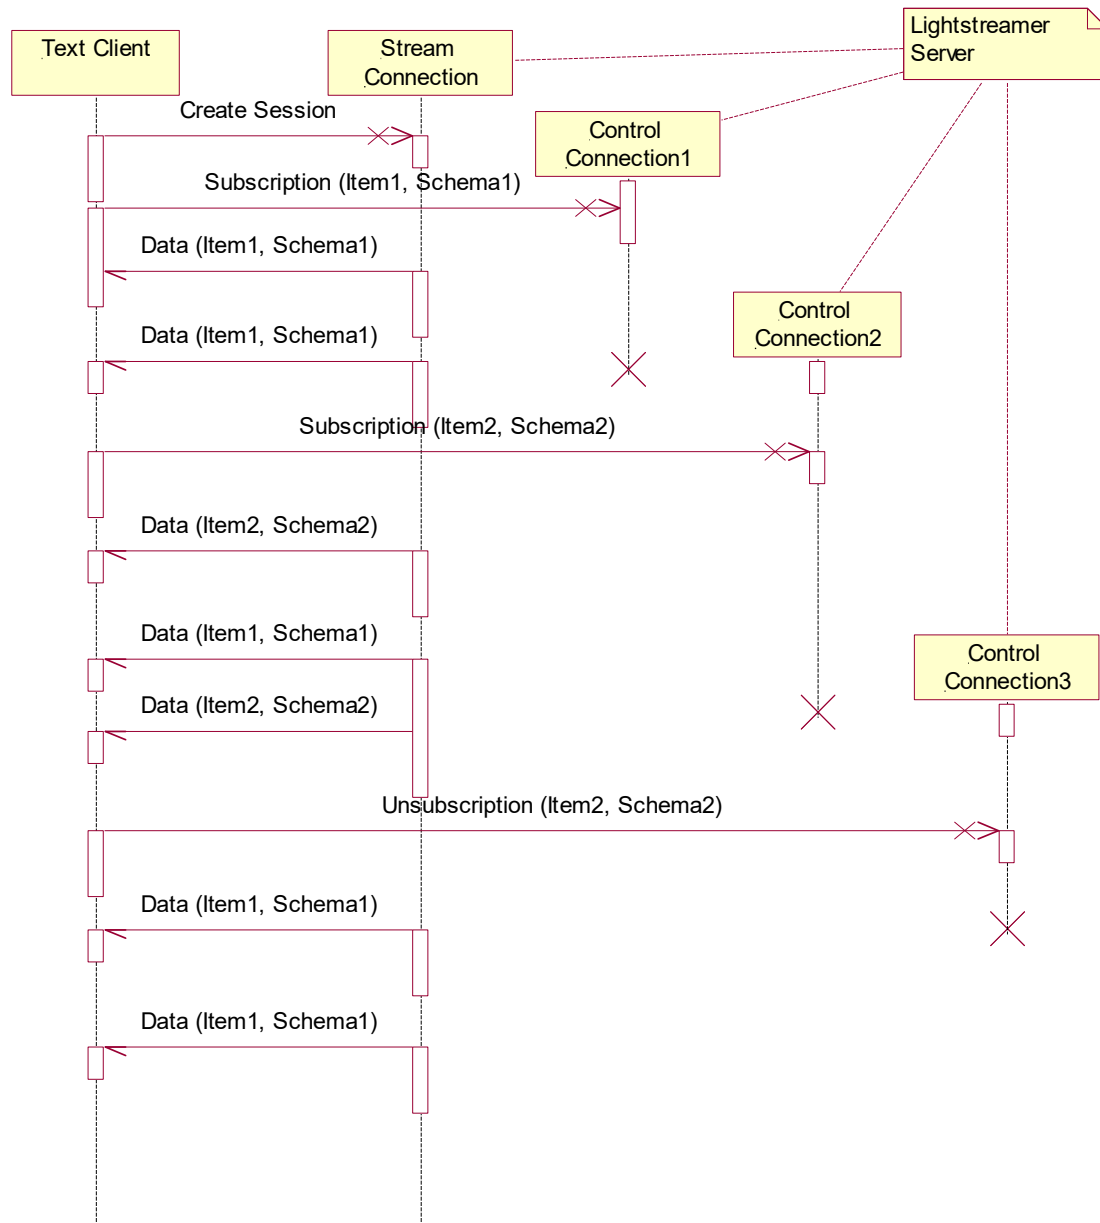 Lightstreamer
Server
Text Client
Stream
Connection
Create Session
Control
Connection1
Subscription (Item1, Schema1)
Data (Item1, Schema1)
Control
Connection2
Data (Item1, Schema1)
Subscription (Item2, Schema2)
Data (Item2, Schema2)
Data (Item1, Schema1)
Control
Connection3
Data (Item2, Schema2)
Unsubscription (Item2, Schema2)
Data (Item1, Schema1)
Data (Item1, Schema1)